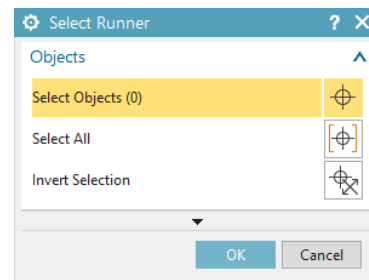 Select Runner ? X
Objects
Select Objects (0)
Select All
Invert Selection
OK Cancel